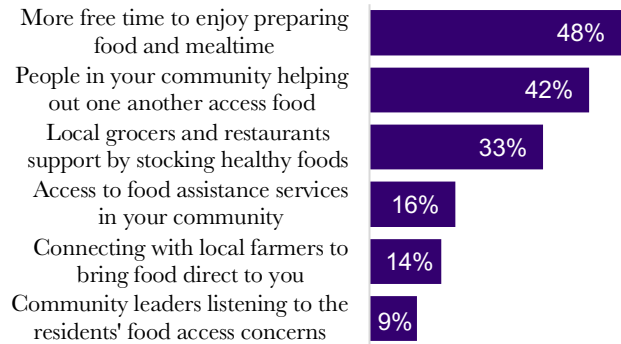 More free time to enjoy preparing
food and mealtime
48%
People in your community helping
out one another access food
42%
Local grocers and restaurants
support by stocking healthy foods
33%
Access to food assistance services
in your community
16%
Connecting with local farmers to
bring food direct to you
14%
Community leaders listening to the
residents' food access concerns
9%